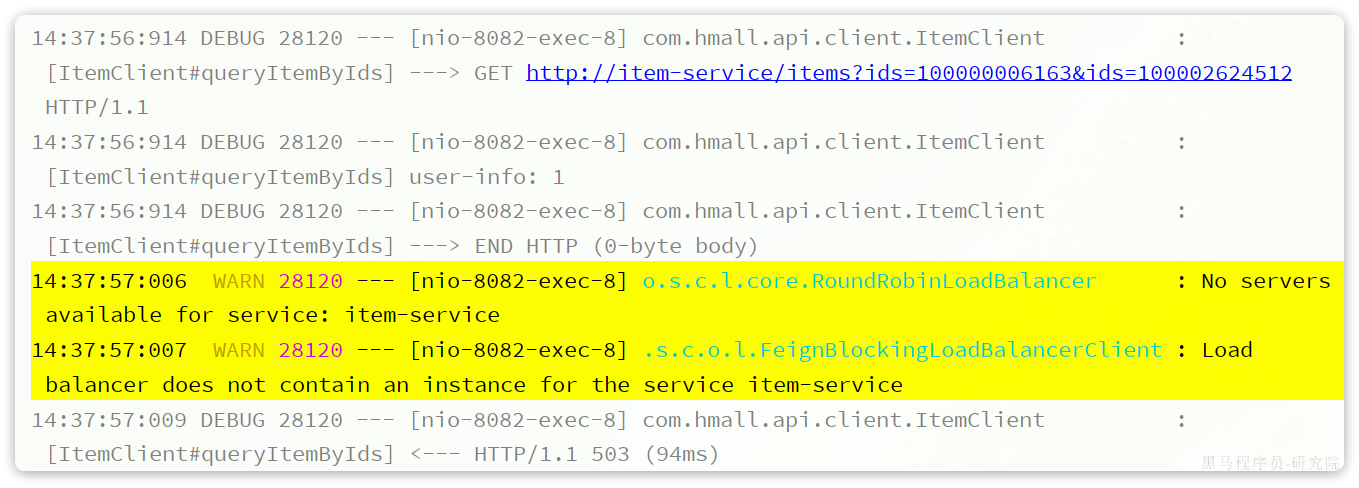 14:37:56:914 DEBUG 28120 --- [nio-8082-exec-8] com.hmall.api.client.ItemClient :
[ItemClient#queryItemByIds] ---> GET http://item-service/items?ids=100000006163&ids=100002624512
HTTP/1.1
14:37:56:914 DEBUG 28120 --- [nio-8082-exec-8] com.hmall.api.client.ItemClient :
[ItemClient#queryItemByIds] user-info: 1
14:37:56:914 DEBUG 28120 --- [nio-8082-exec-8] com.hmall.api.client.ItemClient :
[ItemClient#queryItemByIds] ---> END HTTP (0-byte body)
14:37:57:006 WARN 28120 --- [nio-8082-exec-8] o.s.c.l.core.RoundRobinLoadBalancer : No servers
available for service: item-service
14:37:57:007 WARN 28120 --- [nio-8082-exec-8] .s.c.o.l.FeignBlockingLoadBalancerClient : Load
balancer does not contain an instance for the service item-service
14:37:57:009 DEBUG 28120 --- [nio-8082-exec-8] com.hmall.api.client.ItemClient :
[ItemClient#queryItemByIds] <--- HTTP/1.1 503 (94ms)
黑马程序员-研究院